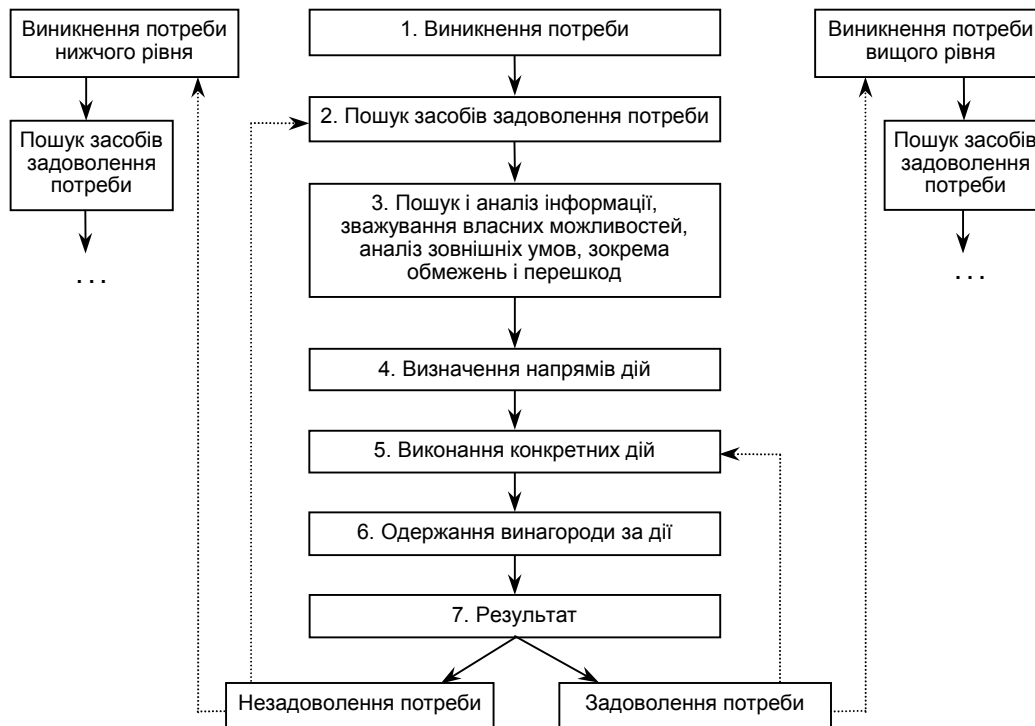 Виникнення потреби
нижчого рівня
Пошук засобів
задоволення
потреби
. . .
1. Виникнення потреби
2. Пошук засобів задоволення потреби
3. Пошук і аналіз інформації,
зважування власних можливостей,
аналіз зовнішніх умов, зокрема
обмежень і перешкод
4. Визначення напрямів дій
5. Виконання конкретних дій
6. Одержання винагороди за дії
7. Результат
Незадоволення потреби
Задоволення потреби
Виникнення потреби
вищого рівня
Пошук засобів
задоволення
потреби
. . .